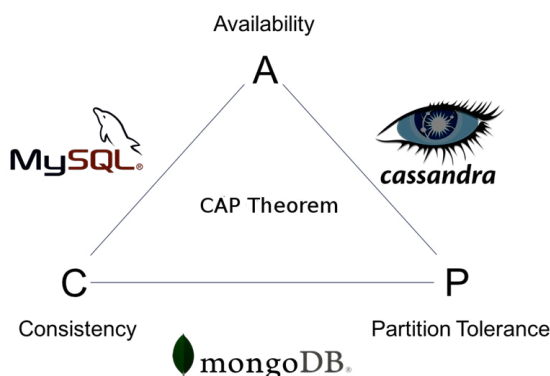 Availability
A
MySQL®
cassandra
CAP Theorem
C
P
Consistency
Partition Tolerance
mongoDB®